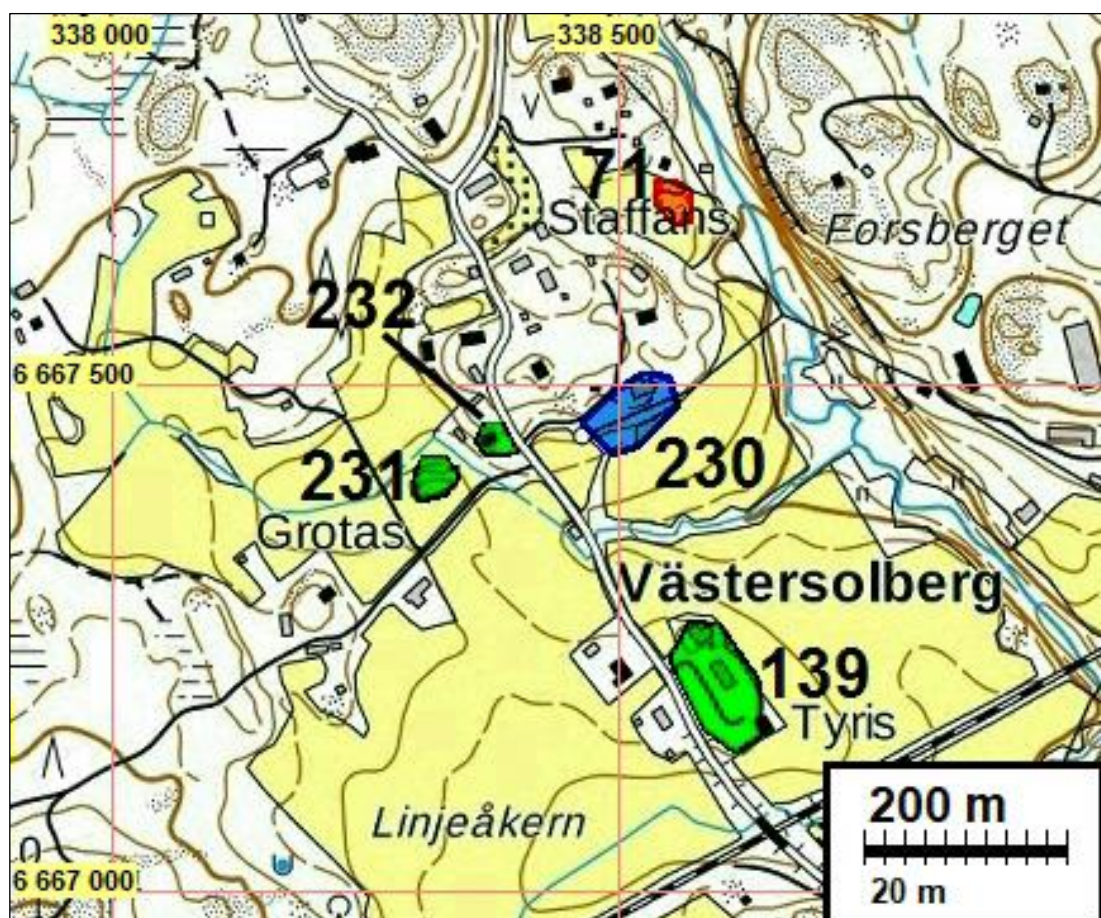 338 000
338 500
71
Staffans
Forsberget
232
6 667 500
231
230
Grotas
Västersolberg
139
Tyris
200 m
Linjeåkern
6 667 000
20 m